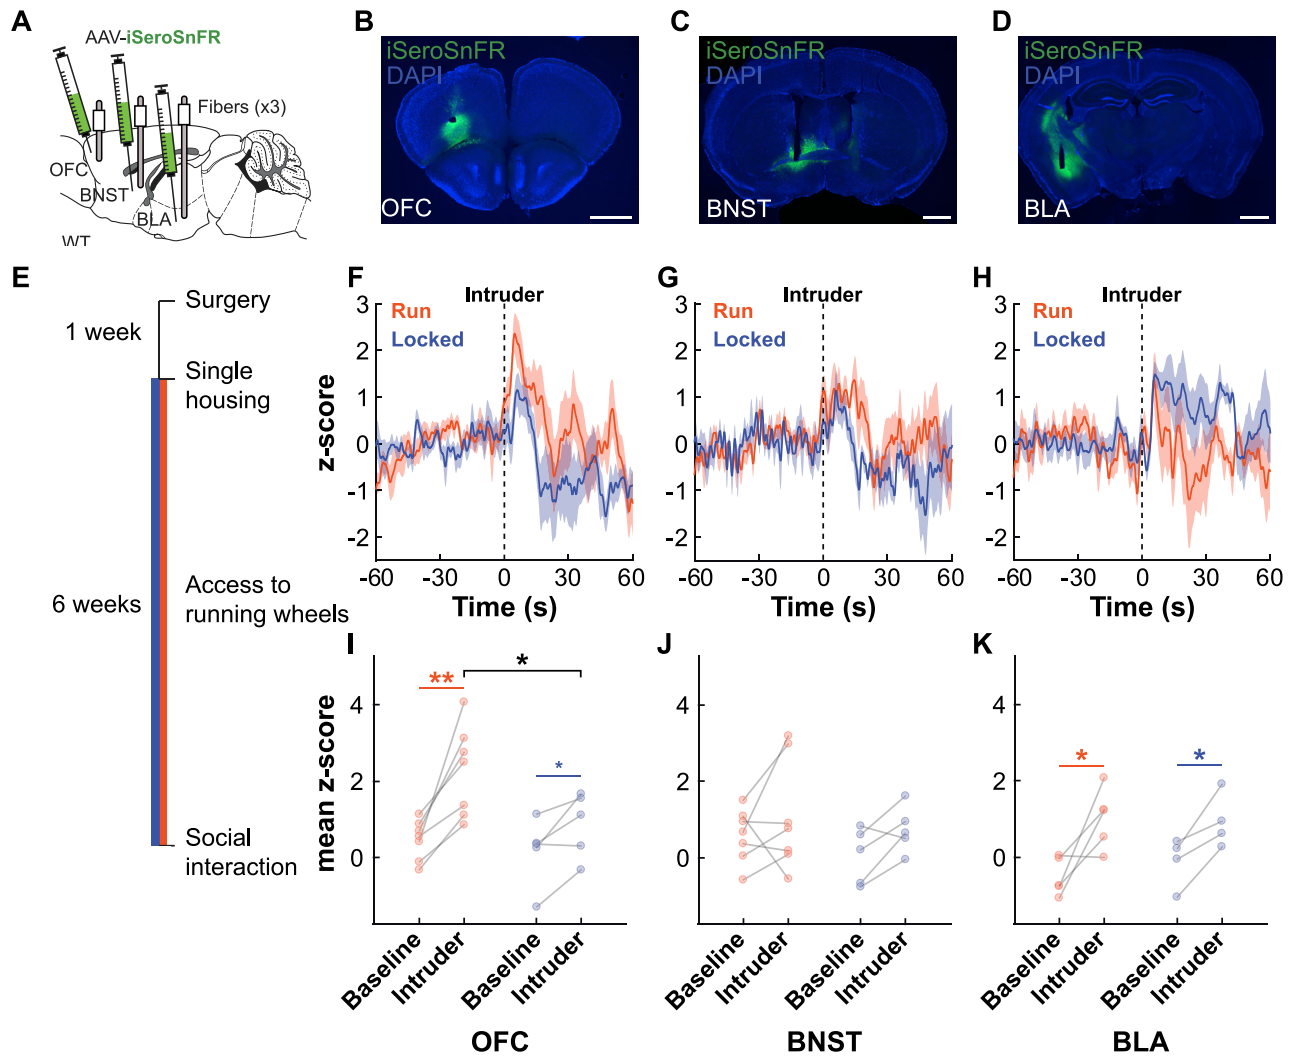 A
AAV-iSeroSnFR
Fibers (x3)
OFC
BNST
BLA
WT
B
iSeroSnFR
DAPI
OFC
C
iSeroSnFR
DAPI
BNST
D
iSeroSnFR
DAPI
BLA
E
Surgery
1 week
Single
housing
6 weeks
Access to
running wheels
Social
interaction
F
Intruder
Run
Locked
z-score
3
2
1
0
-1
-2
-60
-30
0
30
60
Time (s)
G
Intruder
Run
Locked
3
2
1
0
-1
-2
-60
-30
0
30
60
Time (s)
H
Intruder
Run
Locked
3
2
1
0
-1
-2
-60
-30
0
30
60
Time (s)
I
**
*
*
mean z-score
4
2
0
Baseline
Intruder
Baseline
Intruder
OFC
J
4
2
0
Baseline
Intruder
Baseline
Intruder
BNST
K
*
*
4
2
0
Baseline
Intruder
Baseline
Intruder
BLA